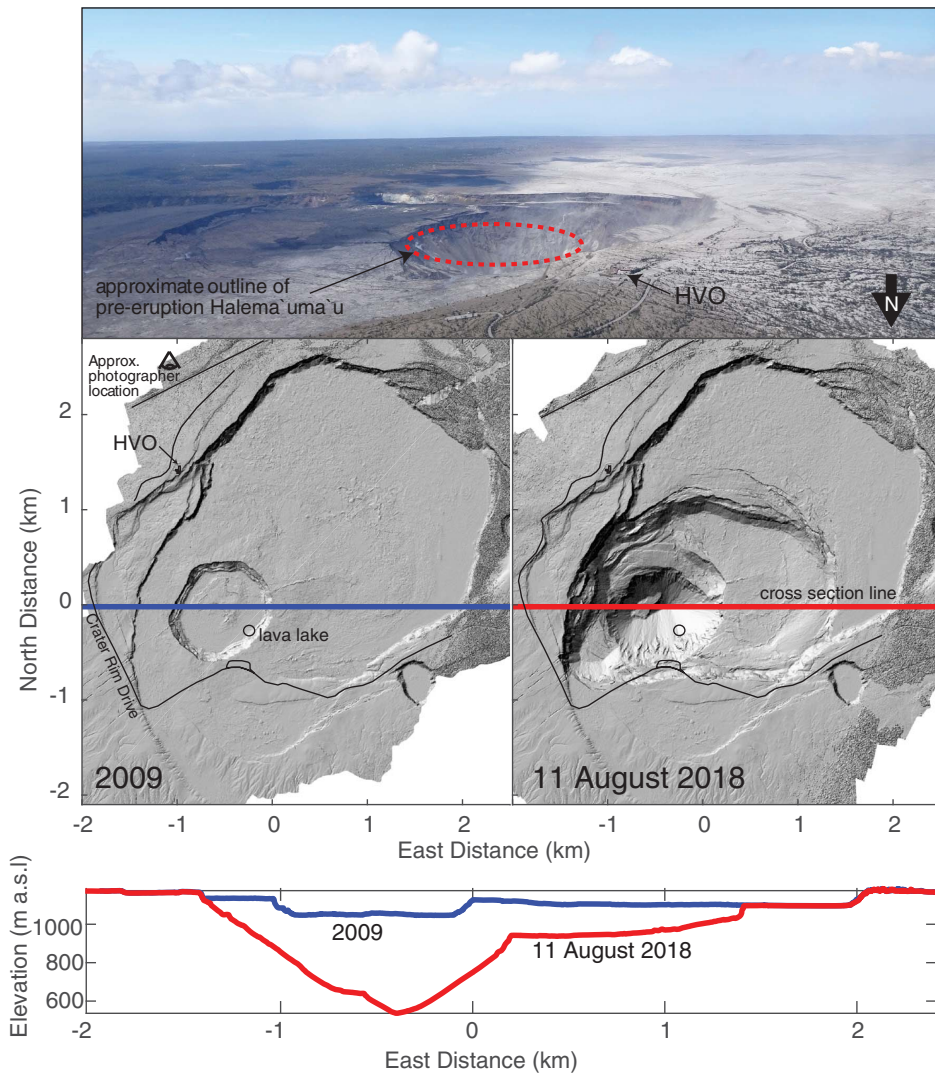 approximate outline of
pre-eruption Halema`uma`u
HVO
N
Approx.
photographer
location
HVO
lava lake
Crater Rim Drive
2009
cross section line
11 August 2018
North Distance (km)
2
1
0
-1
-2
-2 -1 0 1 2
-1 0 1 2
East Distance (km)
Elevation (m a.s.l)
1000
800
600
2009
11 August 2018
-2 -1 0 1 2
East Distance (km)